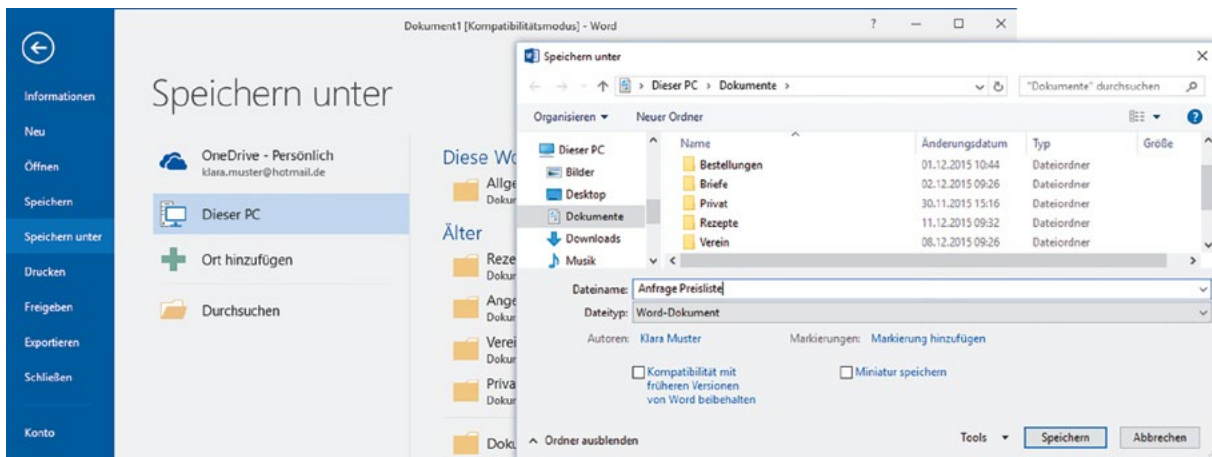 Dokument1 [Kompatibilitätsmodus] - Word
?
Informationen
Neu
Öffnen
Speichern
Speichern unter
Drucken
Freigeben
Exportieren
Schließen
Konto
Speichern unter
OneDrive - Persönlich
klara.muster@hotmail.de
Dieser PC
Ort hinzufügen
Durchsuchen
Diese Wo
Allge
Dokum
Älter
Reze
Dokum
Ange
Dokum
Verei
Dokum
Priva
Dokum
Doku
Speichern unter
Dieser PC > Dokumente >
"Dokumente" durchsuchen
Organisieren
Neuer Ordner
?
Dieser PC
Bilder
Desktop
Dokumente
Downloads
Musik
Name Änderungsdatum Typ Größe
Bestellungen 01.12.2015 10:44 Dateiordner
Briefe 02.12.2015 09:26 Dateiordner
Privat 30.11.2015 15:16 Dateiordner
Rezepte 11.12.2015 09:32 Dateiordner
Verein 08.12.2015 09:26 Dateiordner
Dateiname: Anfrage Preisliste
Dateityp: Word-Dokument
Autoren: Klara Muster Markierungen: Markierung hinzufügen
Kompatibilität mit
früheren Versionen
von Word beibehalten
Miniatur speichern
Ordner ausblenden
Tools
Speichern
Abbrechen